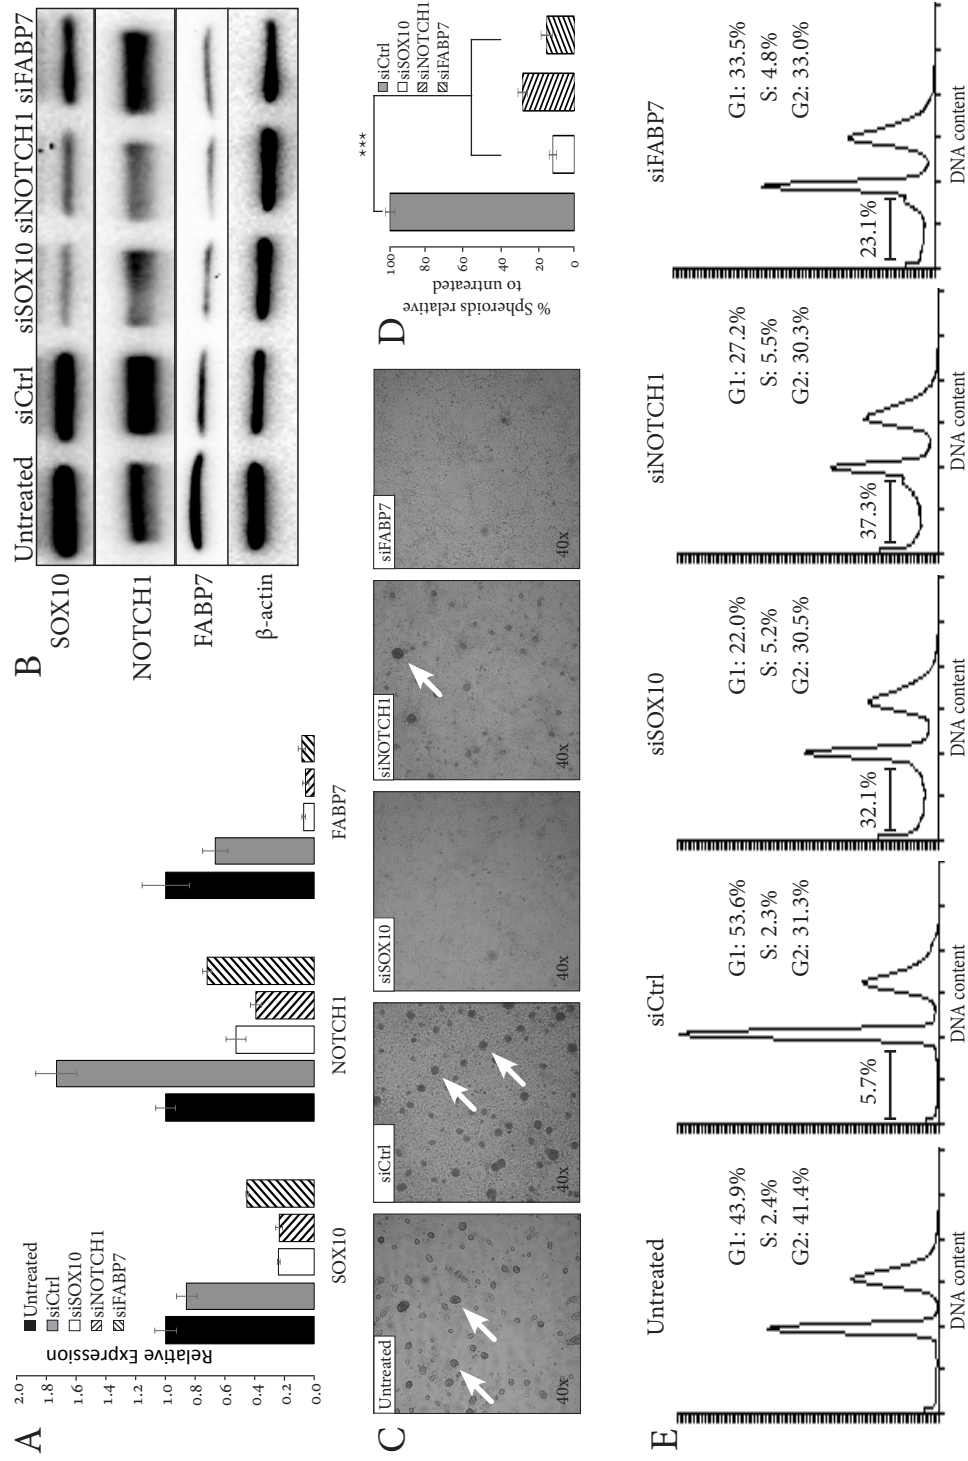 A
Relative Expression
2.0
1.8
1.6
1.4
1.2
1.0
0.8
0.6
0.4
0.2
0.0
Untreated
siCtrl
siSOX10
siNOTCH1
siFABP7
SOX10
NOTCH1
FABP7
B
Untreated siCtrl siSOX10 siNOTCH1 siFABP7
SOX10
NOTCH1
FABP7
β-actin
C
Untreated
40x
siCtrl
40x
siSOX10
40x
siNOTCH1
40x
siFABP7
40x
D
% Spheroids relative
to untreated
100
80
60
40
20
0
***
siCtrl
siSOX10
siNOTCH1
siFABP7
E
Untreated
G1: 43.9%
S: 2.4%
G2: 41.4%
DNA content
siCtrl
G1: 53.6%
S: 2.3%
G2: 31.3%
5.7%
DNA content
siSOX10
G1: 22.0%
S: 5.2%
G2: 30.5%
32.1%
DNA content
siNOTCH1
G1: 27.2%
S: 5.5%
G2: 30.3%
37.3%
DNA content
siFABP7
G1: 33.5%
S: 4.8%
G2: 33.0%
23.1%
DNA content